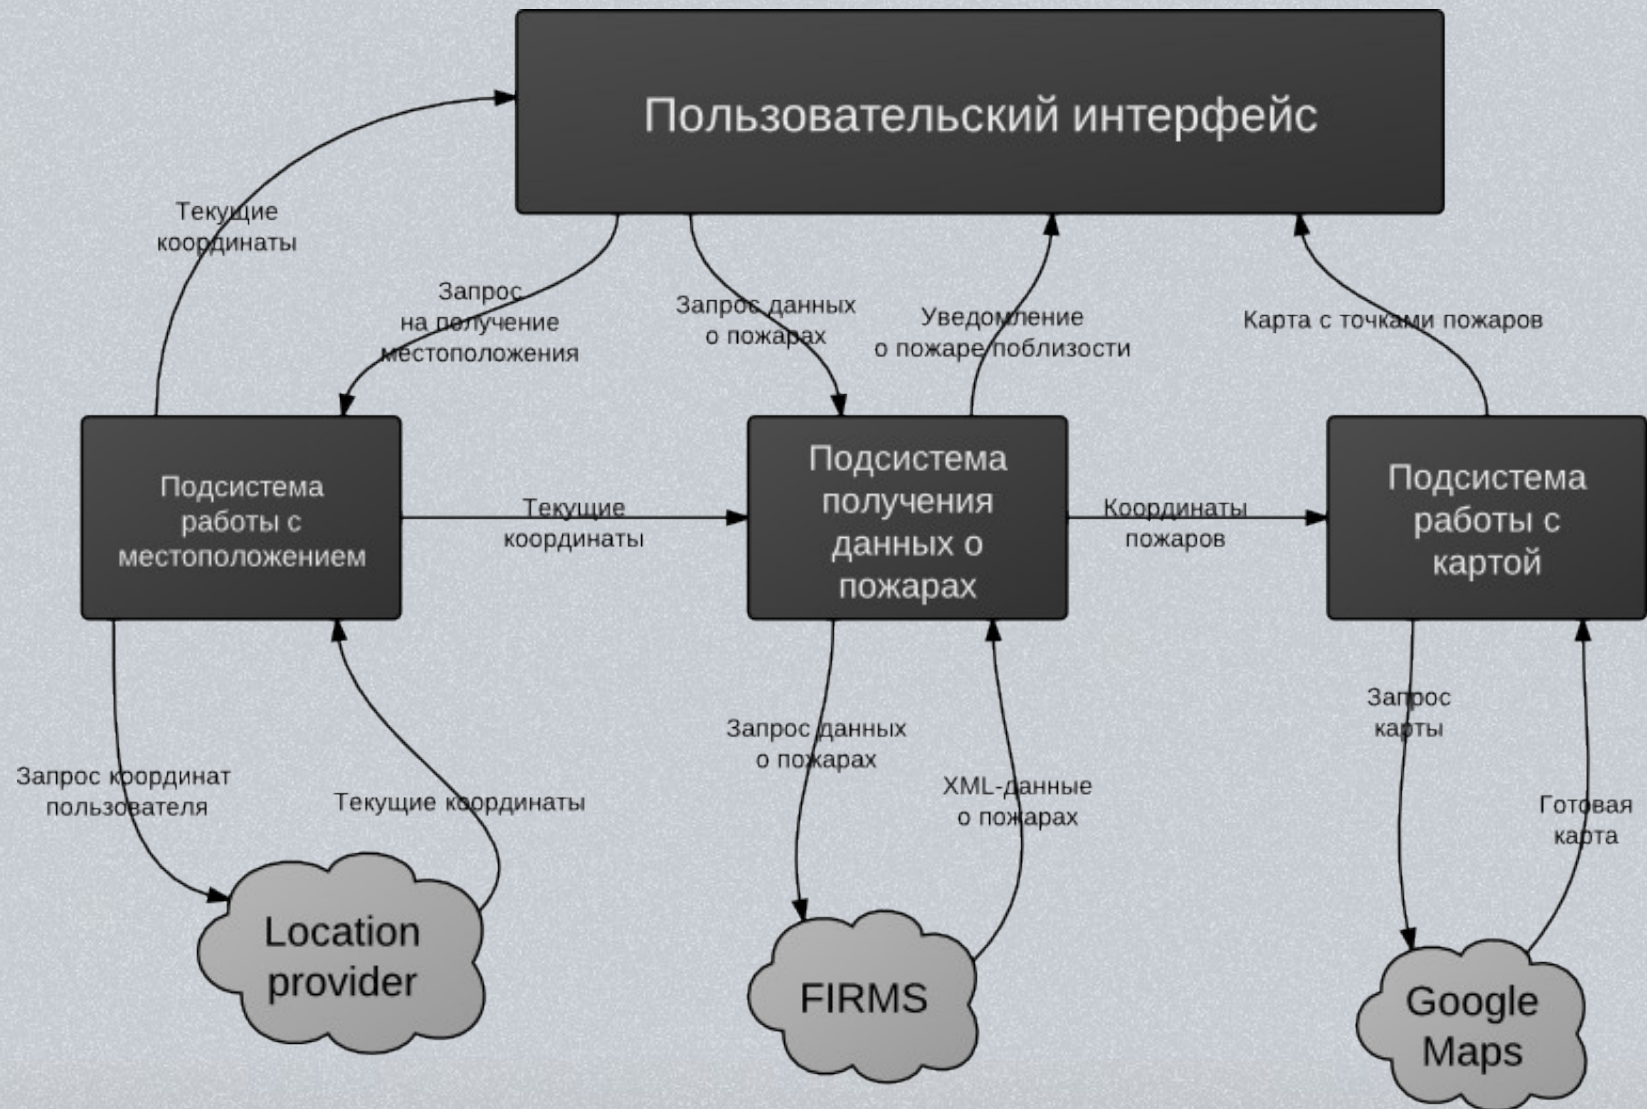 Пользовательский интерфейс
Текущие
координаты
Запрос
на получение
местоположения
Запрос данных
о пожарах
Уведомление
о пожаре поблизости
Карта с точками пожаров
Подсистема
работы с
местоположением
Текущие
координаты
Подсистема
получения
данных о
пожарах
Координаты
пожаров
Подсистема
работы с
картой
Запрос координат
пользователя
Текущие координаты
Запрос данных
о пожарах
XML-данные
о пожарах
Запрос
карты
Готовая
карта
Location
provider
FIRMS
Google
Maps